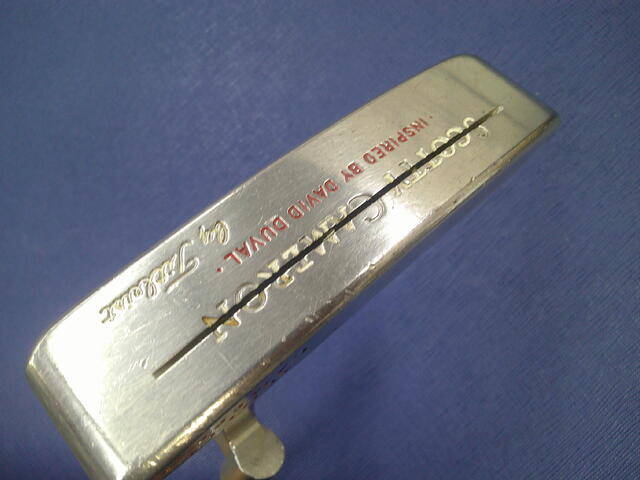 SCOTTY CAMERON
· INSPIRED BY DAVID DUVAL ·
by Titleist